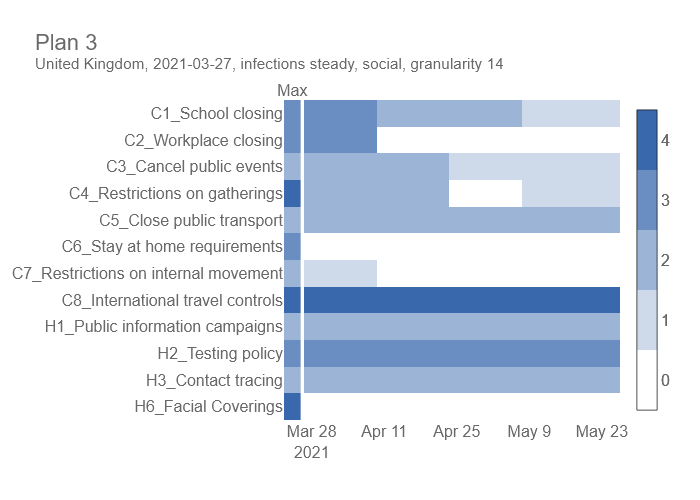 Plan 3
United Kingdom, 2021-03-27, infections steady, social, granularity 14
Max
C1_School closing
C2_Workplace closing
C3_Cancel public events
C4_Restrictions on gatherings
C5_Close public transport
C6_Stay at home requirements
C7_Restrictions on internal movement
C8_International travel controls
H1_Public information campaigns
H2_Testing policy
H3_Contact tracing
H6_Facial Coverings
4
3
2
1
0
Mar 28 Apr 11 Apr 25 May 9 May 23
2021